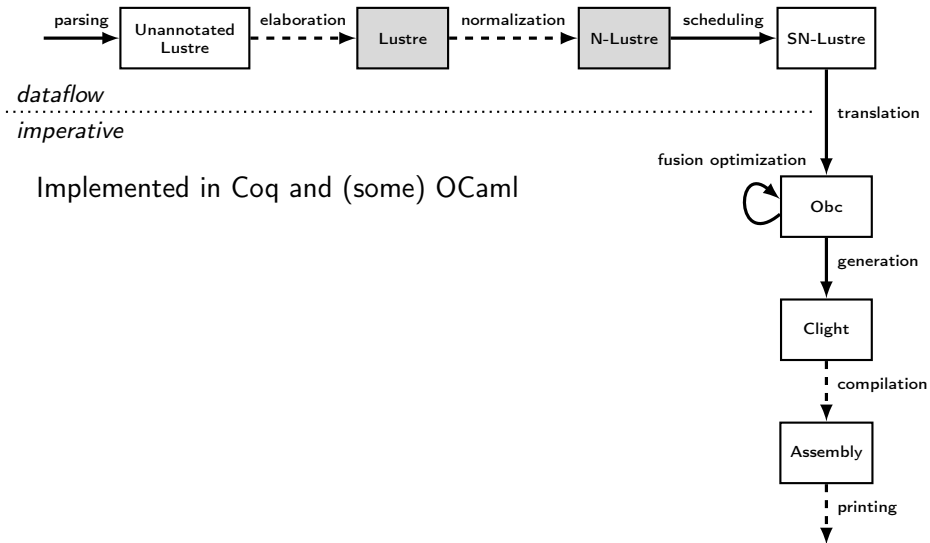 parsing
Unannotated
Lustre
elaboration
Lustre
normalization
N-Lustre
scheduling
SN-Lustre
dataflow
imperative
translation
fusion optimization
Implemented in Coq and (some) OCaml
Obc
generation
Clight
compilation
Assembly
printing